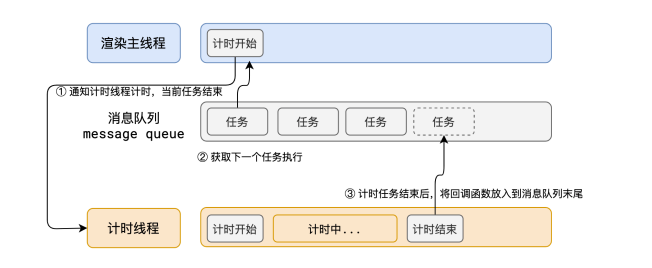 渲染主线程
计时开始
① 通知计时线程计时，当前任务结束
消息队列
message queue
任务
任务
任务
任务
② 获取下一个任务执行
③ 计时任务结束后，将回调函数放入到消息队列末尾
计时线程
计时开始
计时中...
计时结束